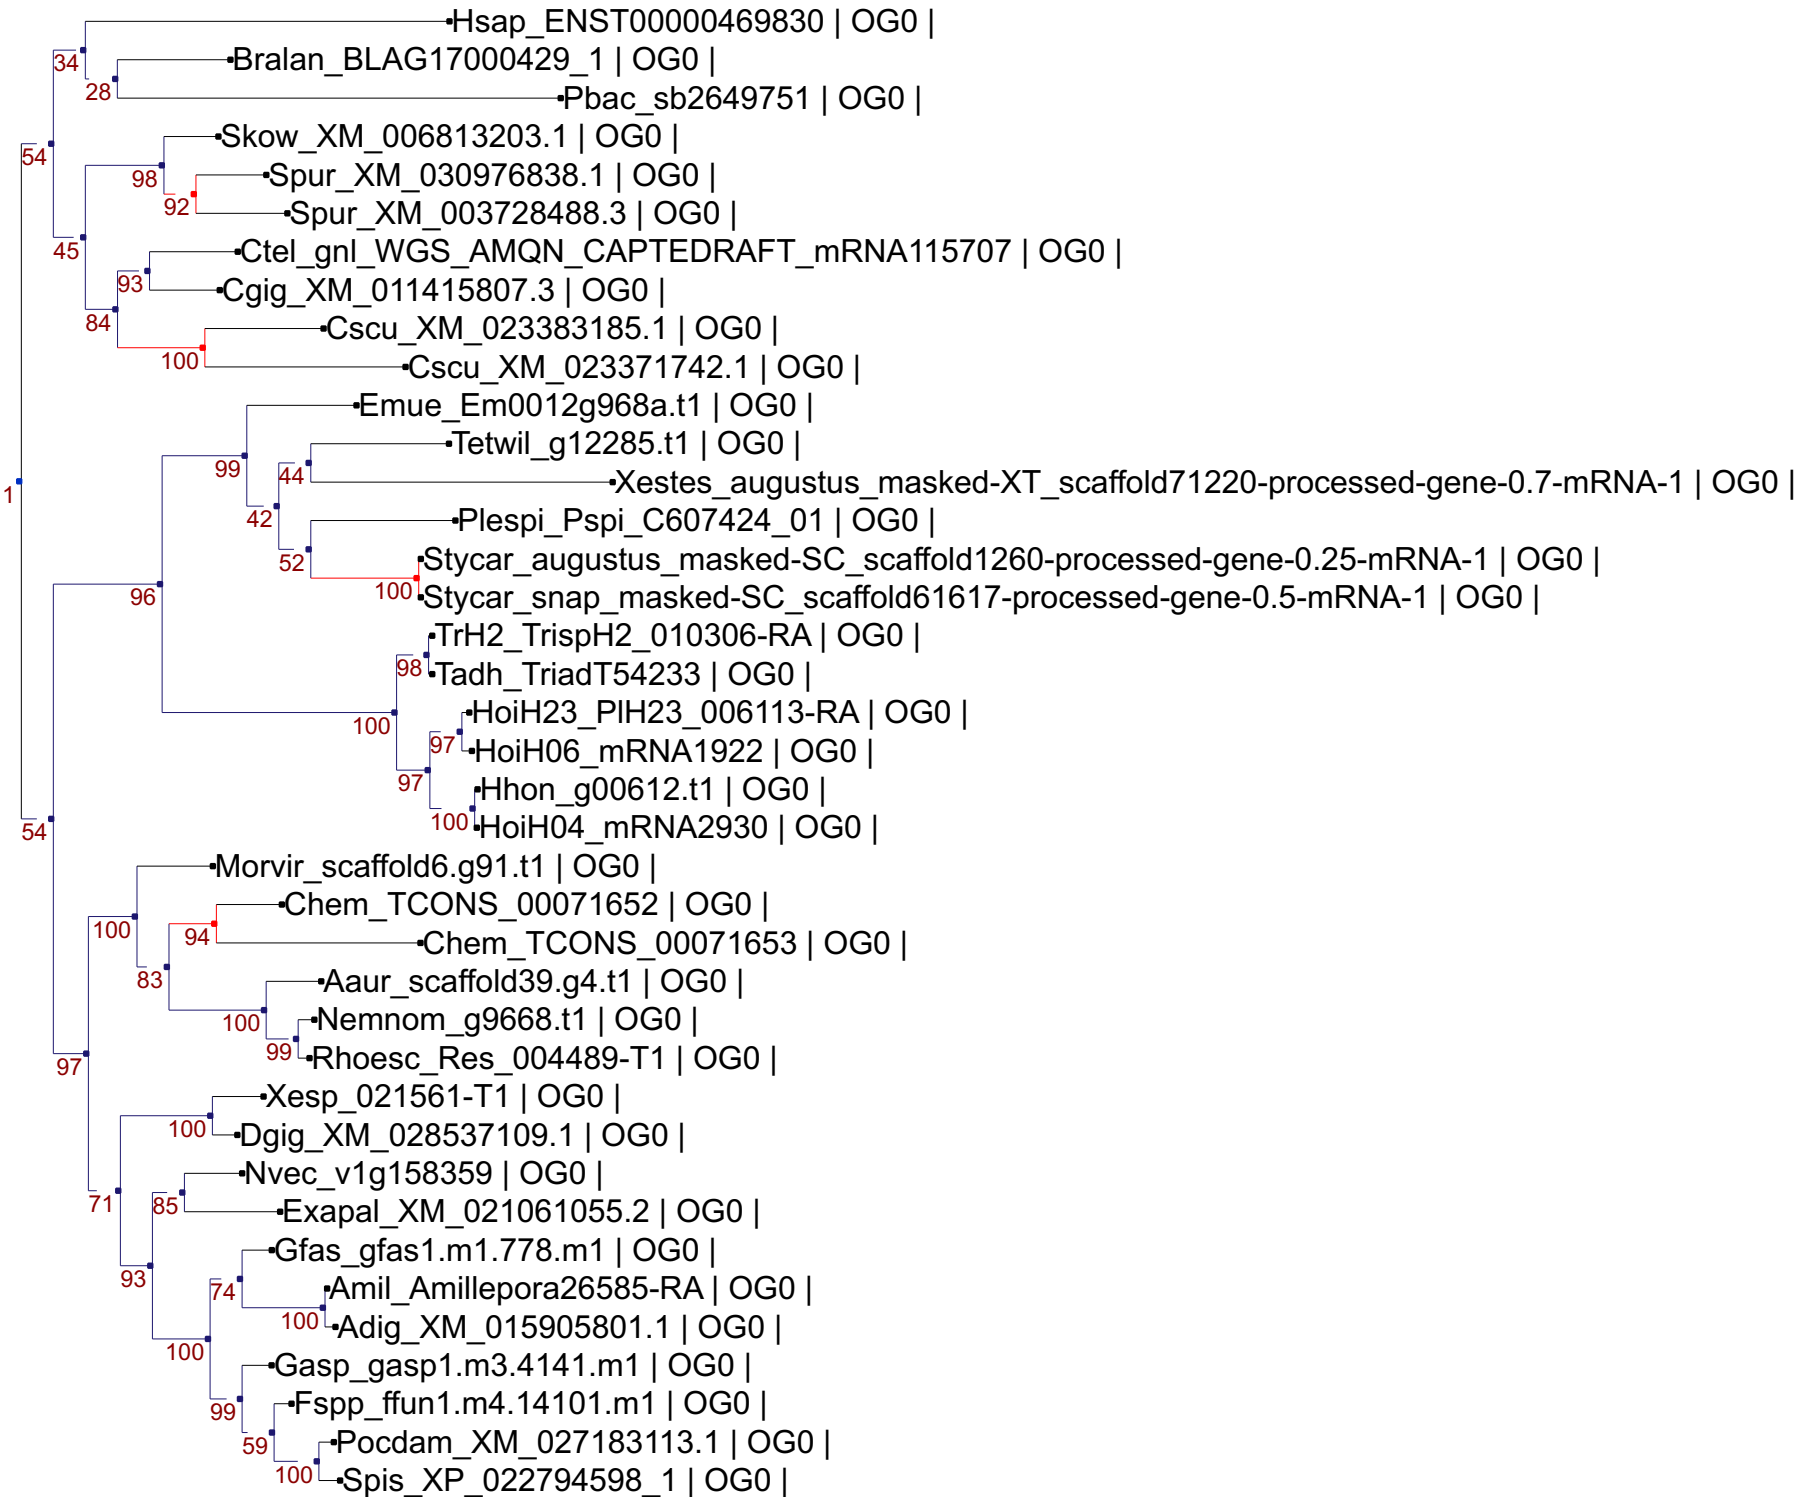 Hsap_ENST00000469830 | OG0 |
34
Bralan_BLAG17000429_1 | OG0 |
28
Pbac_sb2649751 | OG0 |
Skow_XM_006813203.1 | OG0 |
54
Spur_XM_030976838.1 | OG0 |
98
92
Spur_XM_003728488.3 | OG0 |
45
Ctel_gnl_WGS_AMQN_CAPTEDRAFT_mRNA115707 | OG0 |
93
Cgig_XM_011415807.3 | OG0 |
84
Cscu_XM_023383185.1 | OG0 |
100
Cscu_XM_023371742.1 | OG0 |
Emue_Em0012g968a.t1 | OG0 |
Tetwil_g12285.t1 | OG0 |
99
44
Xestes_augustus_masked-XT_scaffold71220-processed-gene-0.7-mRNA-1 | OG0 |
1
42
Plespi_Pspi_C607424_01 | OG0 |
52
Stycar_augustus_masked-SC_scaffold1260-processed-gene-0.25-mRNA-1 | OG0 |
100
96
Stycar_snap_masked-SC_scaffold61617-processed-gene-0.5-mRNA-1 | OG0 |
TrH2_TrispH2_010306-RA | OG0 |
98
Tadh_TriadT54233 | OG0 |
HoiH23_PlH23_006113-RA | OG0 |
100
97
HoiH06_mRNA1922 | OG0 |
97
Hhon_g00612.t1 | OG0 |
100
HoiH04_mRNA2930 | OG0 |
54
Morvir_scaffold6.g91.t1 | OG0 |
Chem_TCONS_00071652 | OG0 |
100
94
Chem_TCONS_00071653 | OG0 |
83
Aaur_scaffold39.g4.t1 | OG0 |
100
Nemnom_g9668.t1 | OG0 |
99
Rhoesc_Res_004489-T1 | OG0 |
97
Xesp_021561-T1 | OG0 |
100
Dgig_XM_028537109.1 | OG0 |
Nvec_v1g158359 | OG0 |
71
85
Exapal_XM_021061055.2 | OG0 |
Gfas_gfas1.m1.778.m1 | OG0 |
93
74
Amil_Amillepora26585-RA | OG0 |
100
Adig_XM_015905801.1 | OG0 |
100
Gasp_gasp1.m3.4141.m1 | OG0 |
99
Fspp_ffun1.m4.14101.m1 | OG0 |
59
Pocdam_XM_027183113.1 | OG0 |
100
Spis_XP_022794598_1 | OG0 |